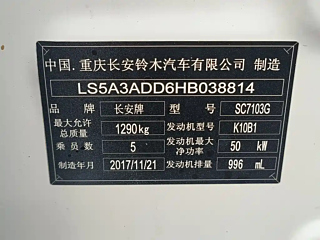 中国.重庆长安铃木汽车有限公司 制造
LS5A3ADD6HB038814
品牌 长安牌 型号 SC7103G
最大允许总质量 1290kg 发动机型号 K10B1
乘员数 5 发动机最大净功率 50 kW
制造年月 2017/11/21 发动机排量 996 mL